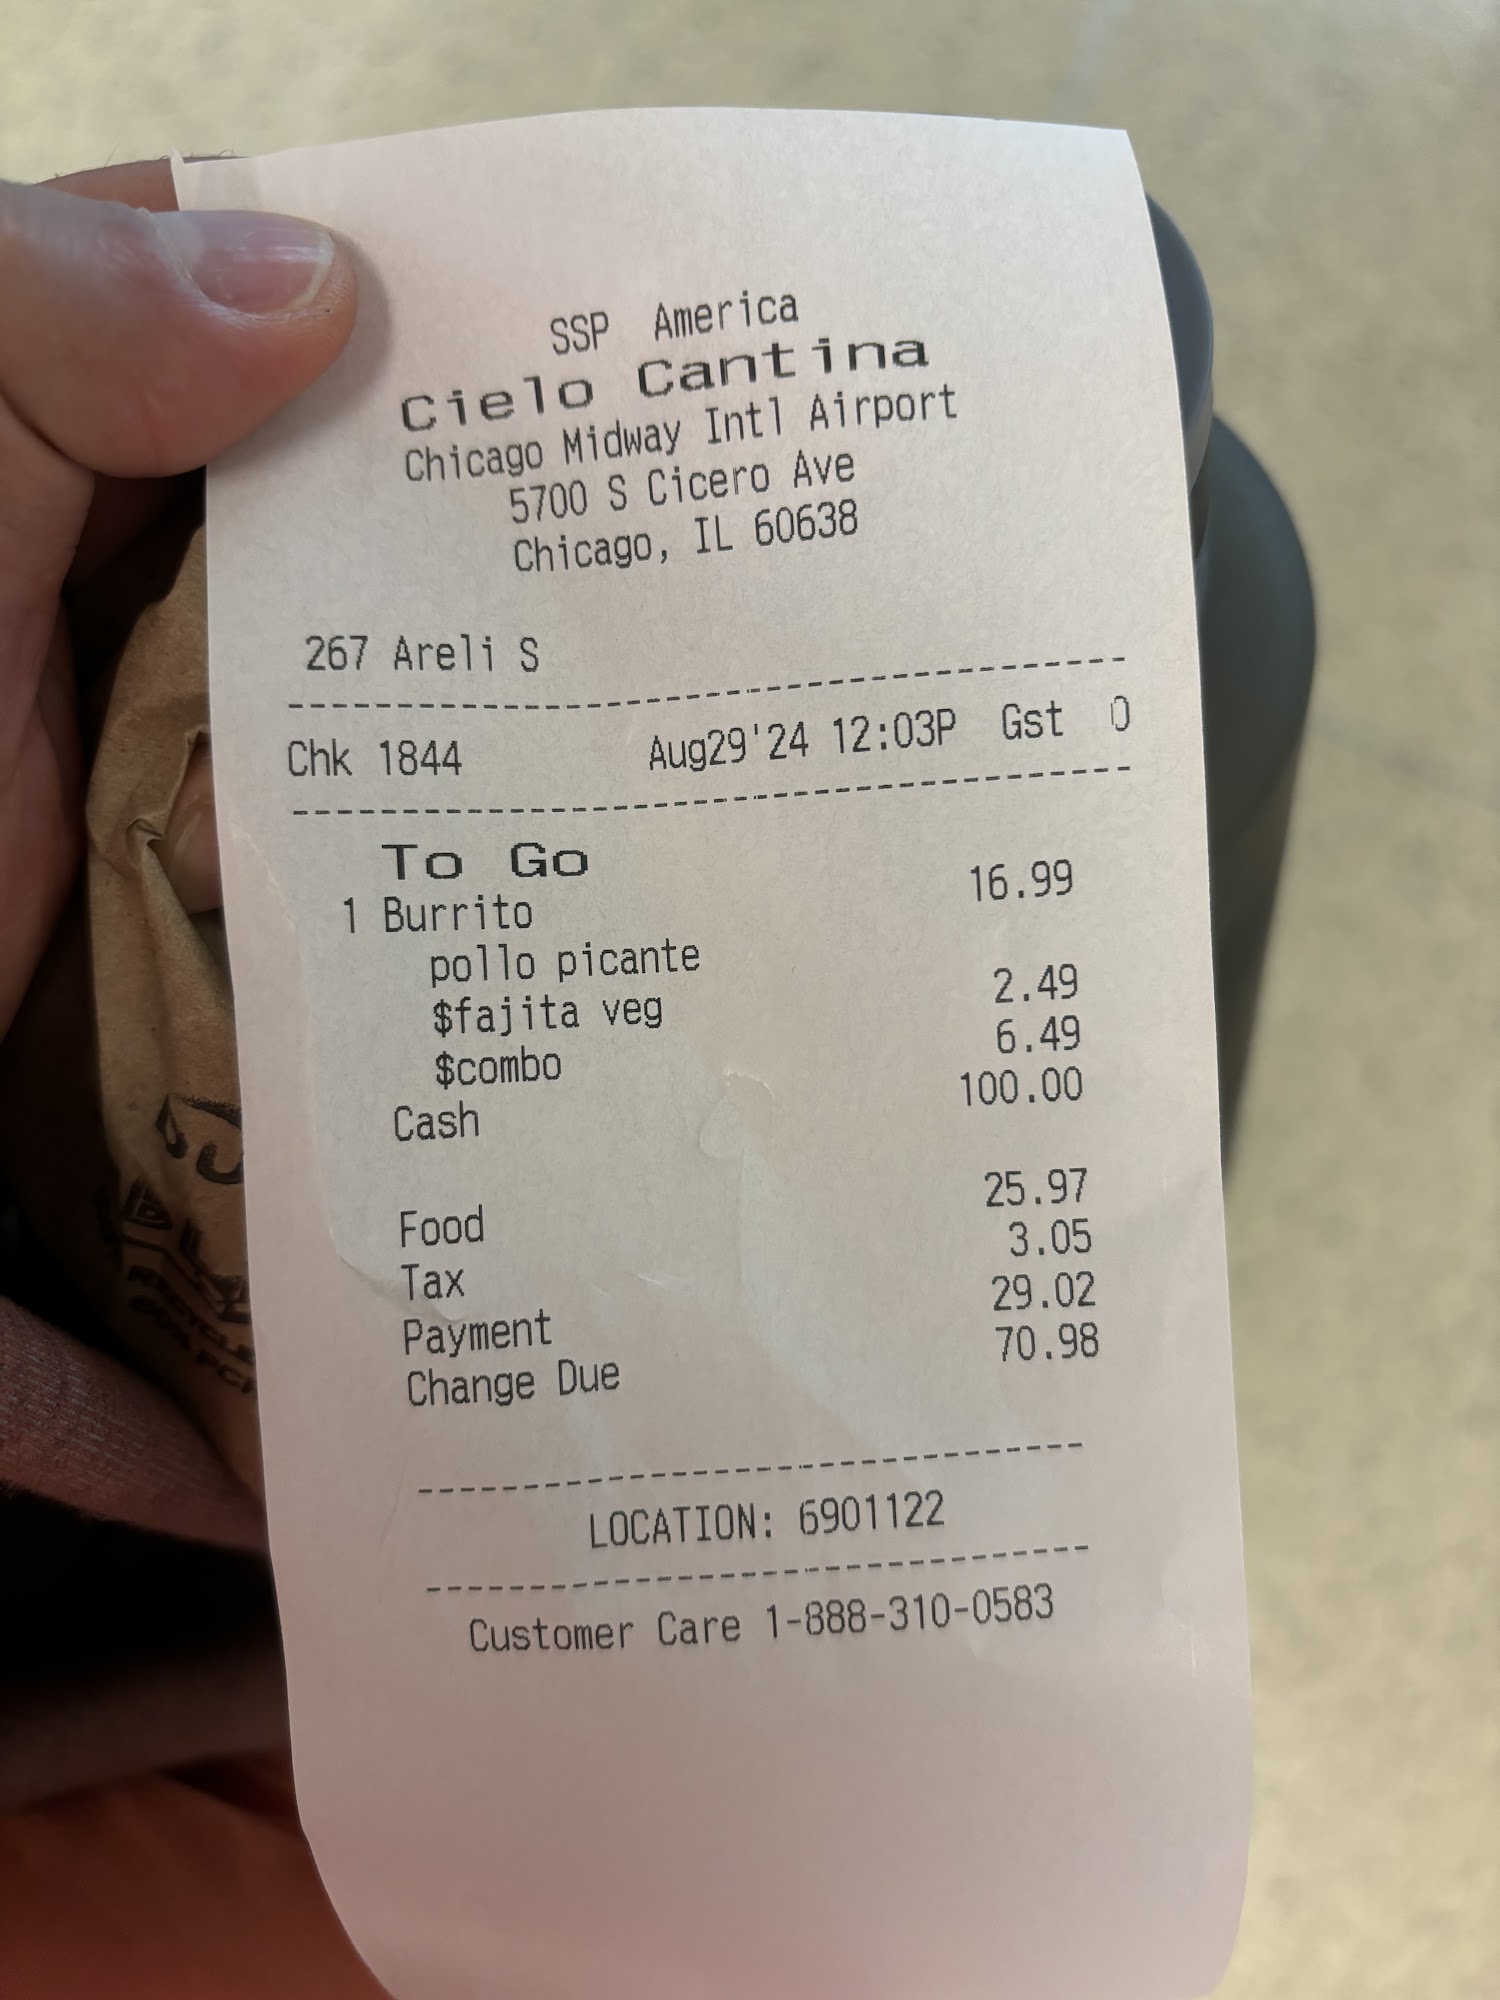 SSP America
Cielo Cantina
Chicago Midway Intl Airport
5700 S Cicero Ave
Chicago, IL 60638
267 Areli S
Chk 1844 Aug29'24 12:03P Gst 0
To Go
1 Burrito 16.99
pollo picante
$fajita veg 2.49
$combo 6.49
Cash 100.00
Food 25.97
Tax 3.05
Payment 29.02
Change Due 70.98
LOCATION: 6901122
Customer Care 1-888-310-0583